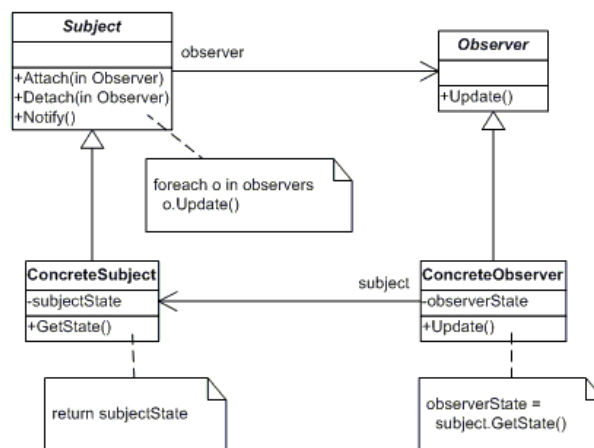 Subject
observer
Observer
+Attach(in Observer)
+Detach(in Observer)
+Notify()
+Update()
foreach o in observers
o.Update()
ConcreteSubject
-subjectState
+GetState()
subject
ConcreteObserver
-observerState
+Update()
return subjectState
observerState =
subject.GetState()